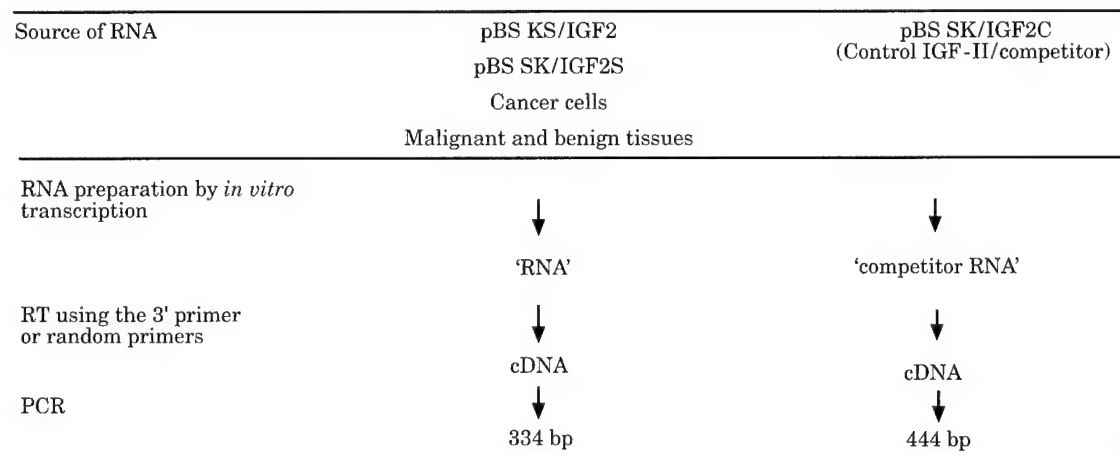 Source of RNA
pBS KS/IGF2
pBS SK/IGF2C
(Control IGF-II/competitor)
pBS SK/IGF2S
Cancer cells
Malignant and benign tissues
RNA preparation by in vitro
transcription
‘RNA’
‘competitor RNA’
RT using the 3' primer
or random primers
cDNA
cDNA
PCR
334 bp
444 bp